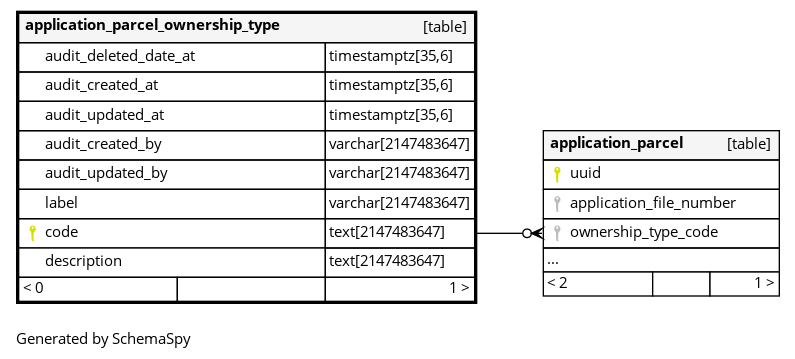 application_parcel_ownership_type [table]
audit_deleted_date_at timestamptz[35,6]
audit_created_at timestamptz[35,6]
audit_updated_at timestamptz[35,6]
audit_created_by varchar[2147483647]
audit_updated_by varchar[2147483647]
label varchar[2147483647]
code text[2147483647]
description text[2147483647]
< 0 1 >
application_parcel [table]
uuid
application_file_number
ownership_type_code
...
< 2 1 >
Generated by SchemaSpy